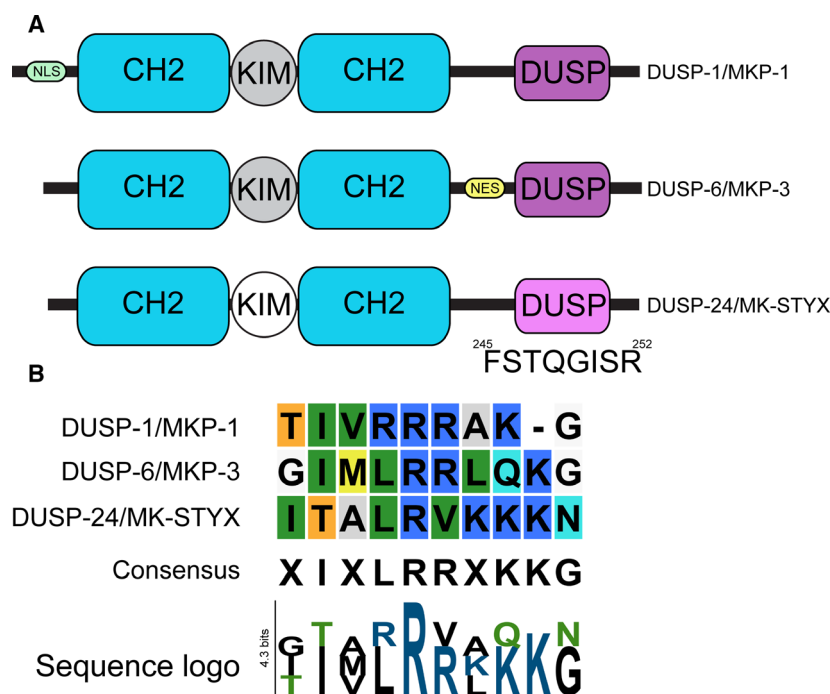 A
NLS CH2 KIM CH2 DUSP DUSP-1/MKP-1
CH2 KIM CH2 NES DUSP DUSP-6/MKP-3
CH2 KIM CH2 DUSP DUSP-24/MK-STYX
245 FSTQGISR 252
B
DUSP-1/MKP-1 T I V R R R A K - G
DUSP-6/MKP-3 G I M L R R L Q K G
DUSP-24/MK-STYX I T A L R V K K K N
Consensus X I X L R R X K K G
4.3 bits
Sequence logo
G T A R R V A Q N
I I M L R K K K G
T V L